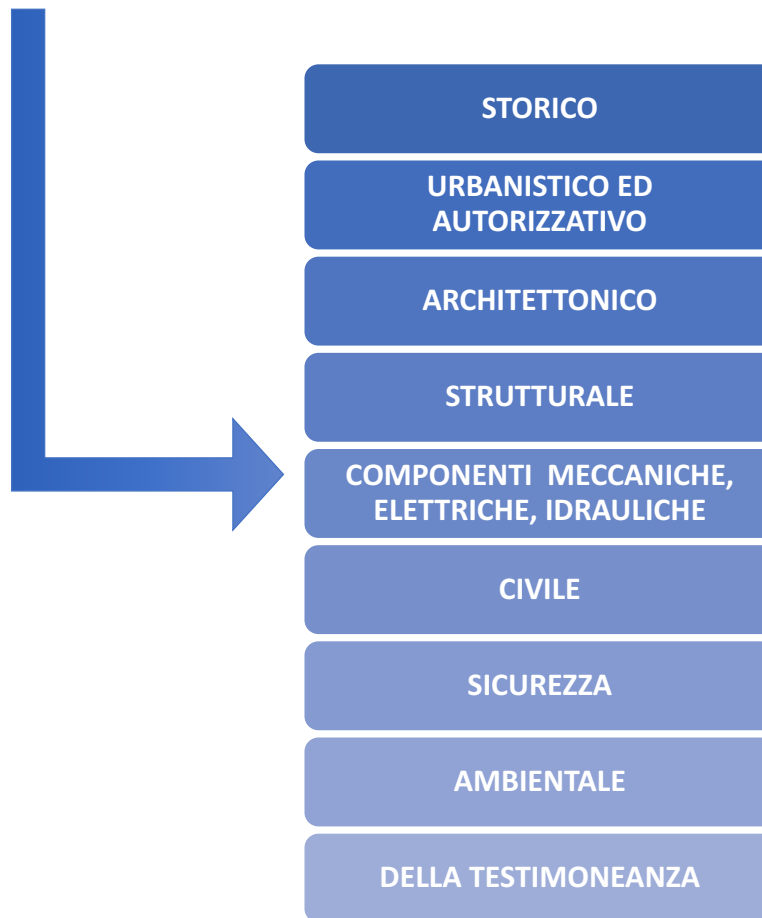 STORICO
URBANISTICO ED
AUTORIZZATIVO
ARCHITETTONICO
STRUTTURALE
COMPONENTI  MECCANICHE,
ELETTRICHE, IDRAULICHE
CIVILE
SICUREZZA
AMBIENTALE
DELLA TESTIMONEANZA